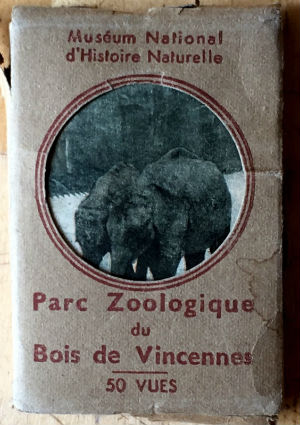 Muséum National
d'Histoire Naturelle
Parc Zoologique
du
Bois de Vincennes
50 VUES